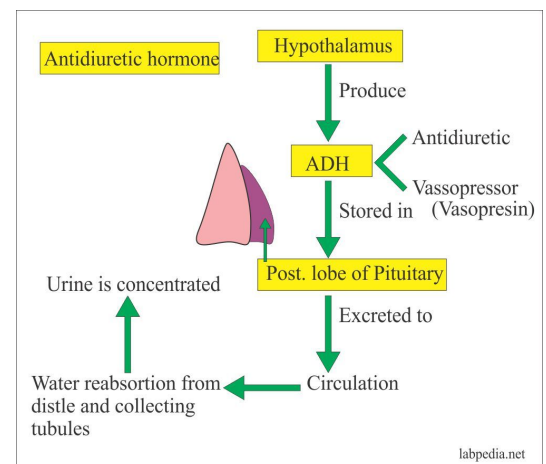 Antidiuretic hormone
Hypothalamus
Produce
ADH
Antidiuretic
Vassopressor
(Vasopresin)
Stored in
Post. lobe of Pituitary
Excreted to
Circulation
Water reabsortion from
distle and collecting
tubules
Urine is concentrated
labpedia.net